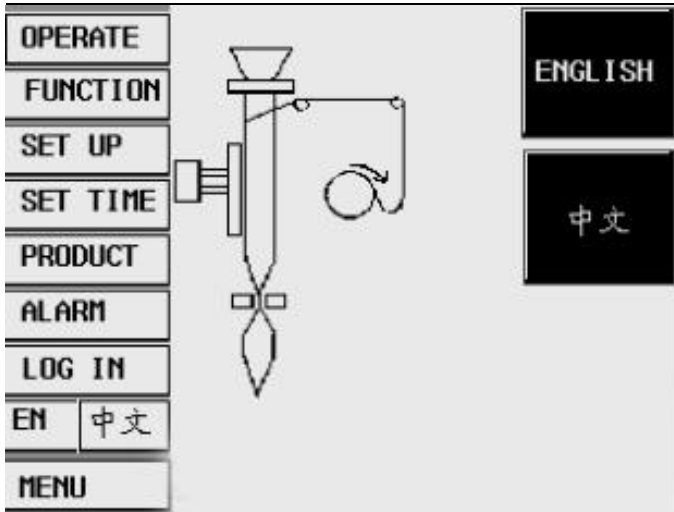 OPERATE
FUNCTION
SET UP
SET TIME
PRODUCT
ALARM
LOG IN
EN 中文
MENU
ENGLISH
中文